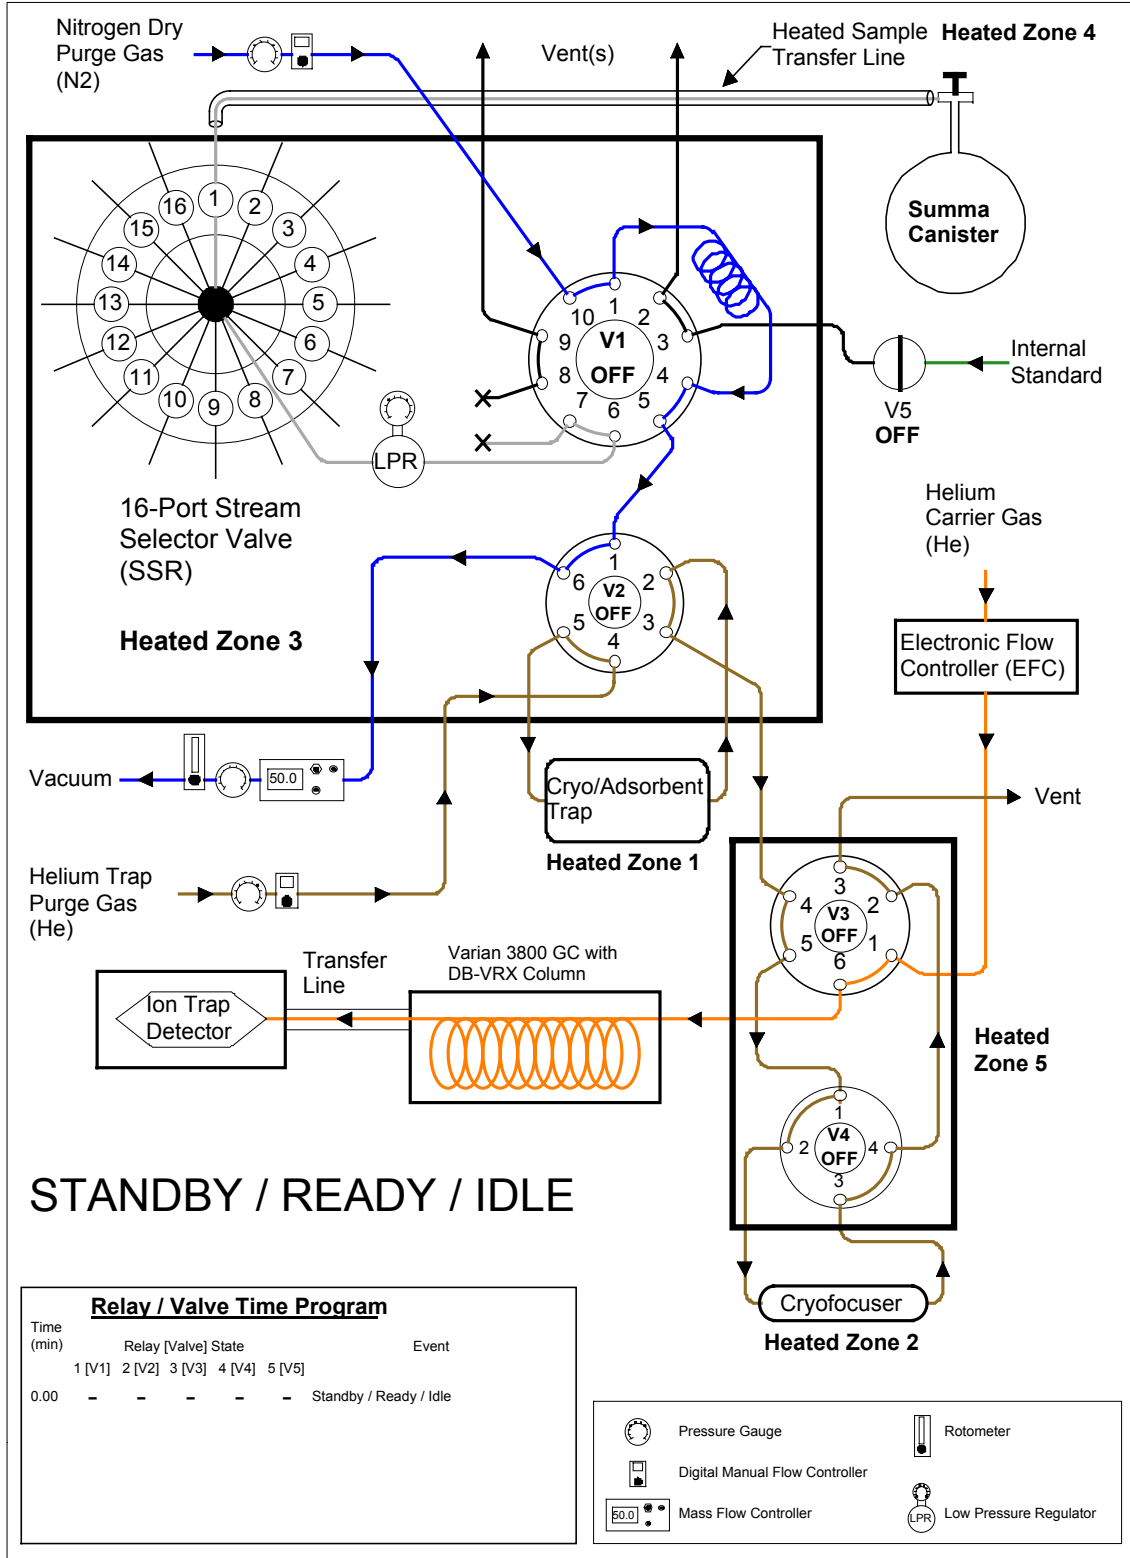 Nitrogen Dry
Purge Gas
(N2)
Vent(s)
Heated Sample
Transfer Line
Heated Zone 4
Summa
Canister
1
2
3
4
5
6
7
8
9
10
11
12
13
14
15
16
1
2
3
4
5
6
7
8
9
10
V1
OFF
Internal
Standard
V5
OFF
LPR
16-Port Stream
Selector Valve
(SSR)
Heated Zone 3
1
2
3
4
5
6
V2
OFF
Helium
Carrier Gas
(He)
Electronic Flow
Controller (EFC)
Vacuum
50.0
Cryo/Adsorbent
Trap
Heated Zone 1
Vent
Helium Trap
Purge Gas
(He)
3
4
2
V3
OFF
5
1
6
Transfer
Line
Varian 3800 GC with
DB-VRX Column
Ion Trap
Detector
Heated
Zone 5
1
2
V4
OFF
4
3
STANDBY / READY / IDLE
Cryofocuser
Heated Zone 2
Relay / Valve Time Program
Time
(min)
Relay [Valve] State
Event
1 [V1] 2 [V2] 3 [V3] 4 [V4] 5 [V5]
0.00 – – – – – Standby / Ready / Idle
Pressure Gauge
Rotometer
Digital Manual Flow Controller
50.0
Mass Flow Controller
LPR
Low Pressure Regulator